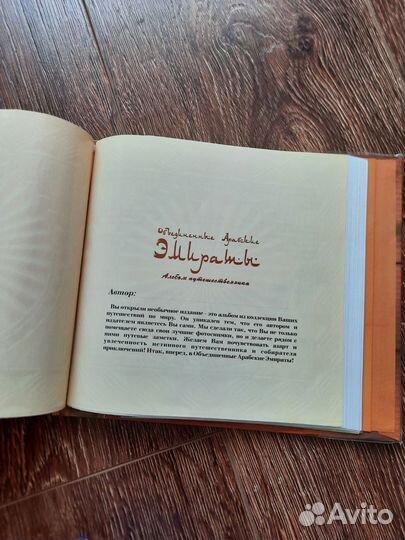 Объединенные Арабские
Эмираты
Альбом путешественника
Автор:
Вы открыли необычное издание - это альбом из коллекции Ваших
путешествий по миру. Он уникален тем, что его автором и
издателем являетесь Вы сами. Мы сделали так, что Вы не только
помещаете сюда свои лучшие фотоснимки, но и делаете рядом с
ними путевые заметки. Желаем Вам почувствовать азарт и
увлеченность истинного путешественника и собирателя
приключений! Итак, вперед, в Объединенные Арабские Эмираты!
Avito